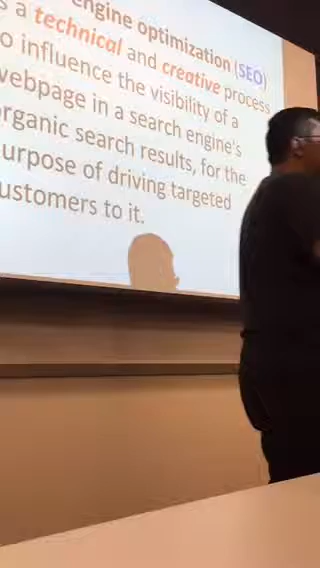 engine optimization (SEO)
s a technical and creative process
o influence the visibility of a
webpage in a search engine's
organic search results, for the
urpose of driving targeted
ustomers to it.